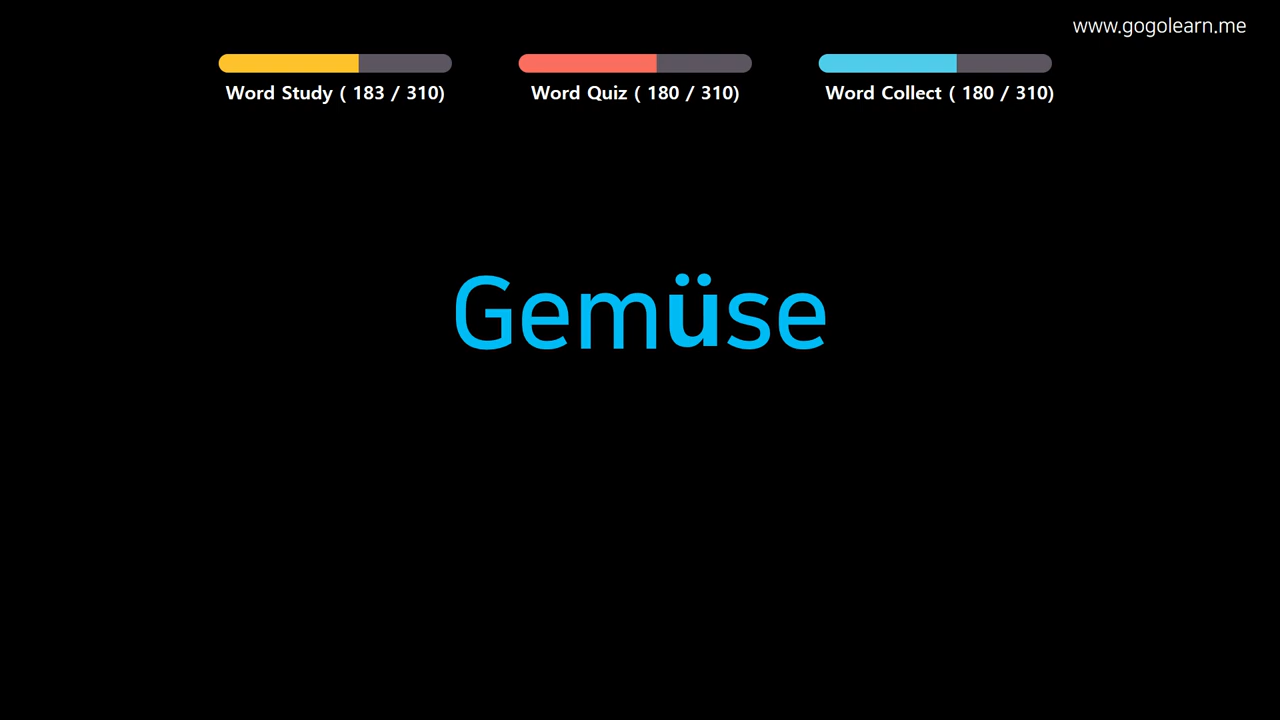 www.gogolearn.me
Word Study ( 183 / 310)
Word Quiz ( 180 / 310)
Word Collect ( 180 / 310)
Gemüse